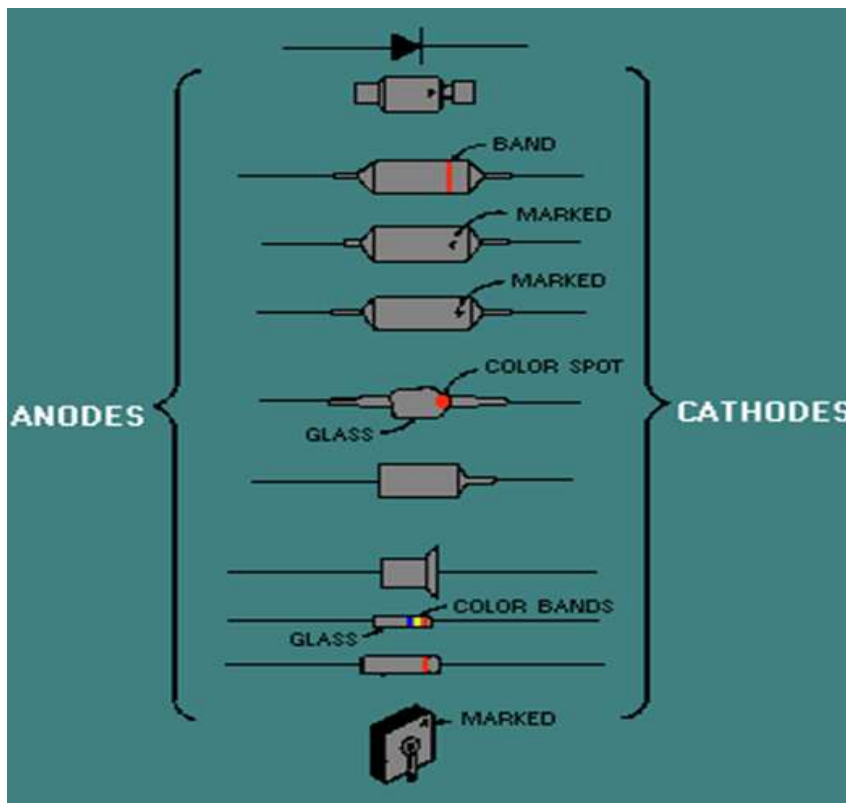 BAND
MARKED
MARKED
COLOR SPOT
ANODES
CATHODES
GLASS
COLOR BANDS
GLASS
MARKED